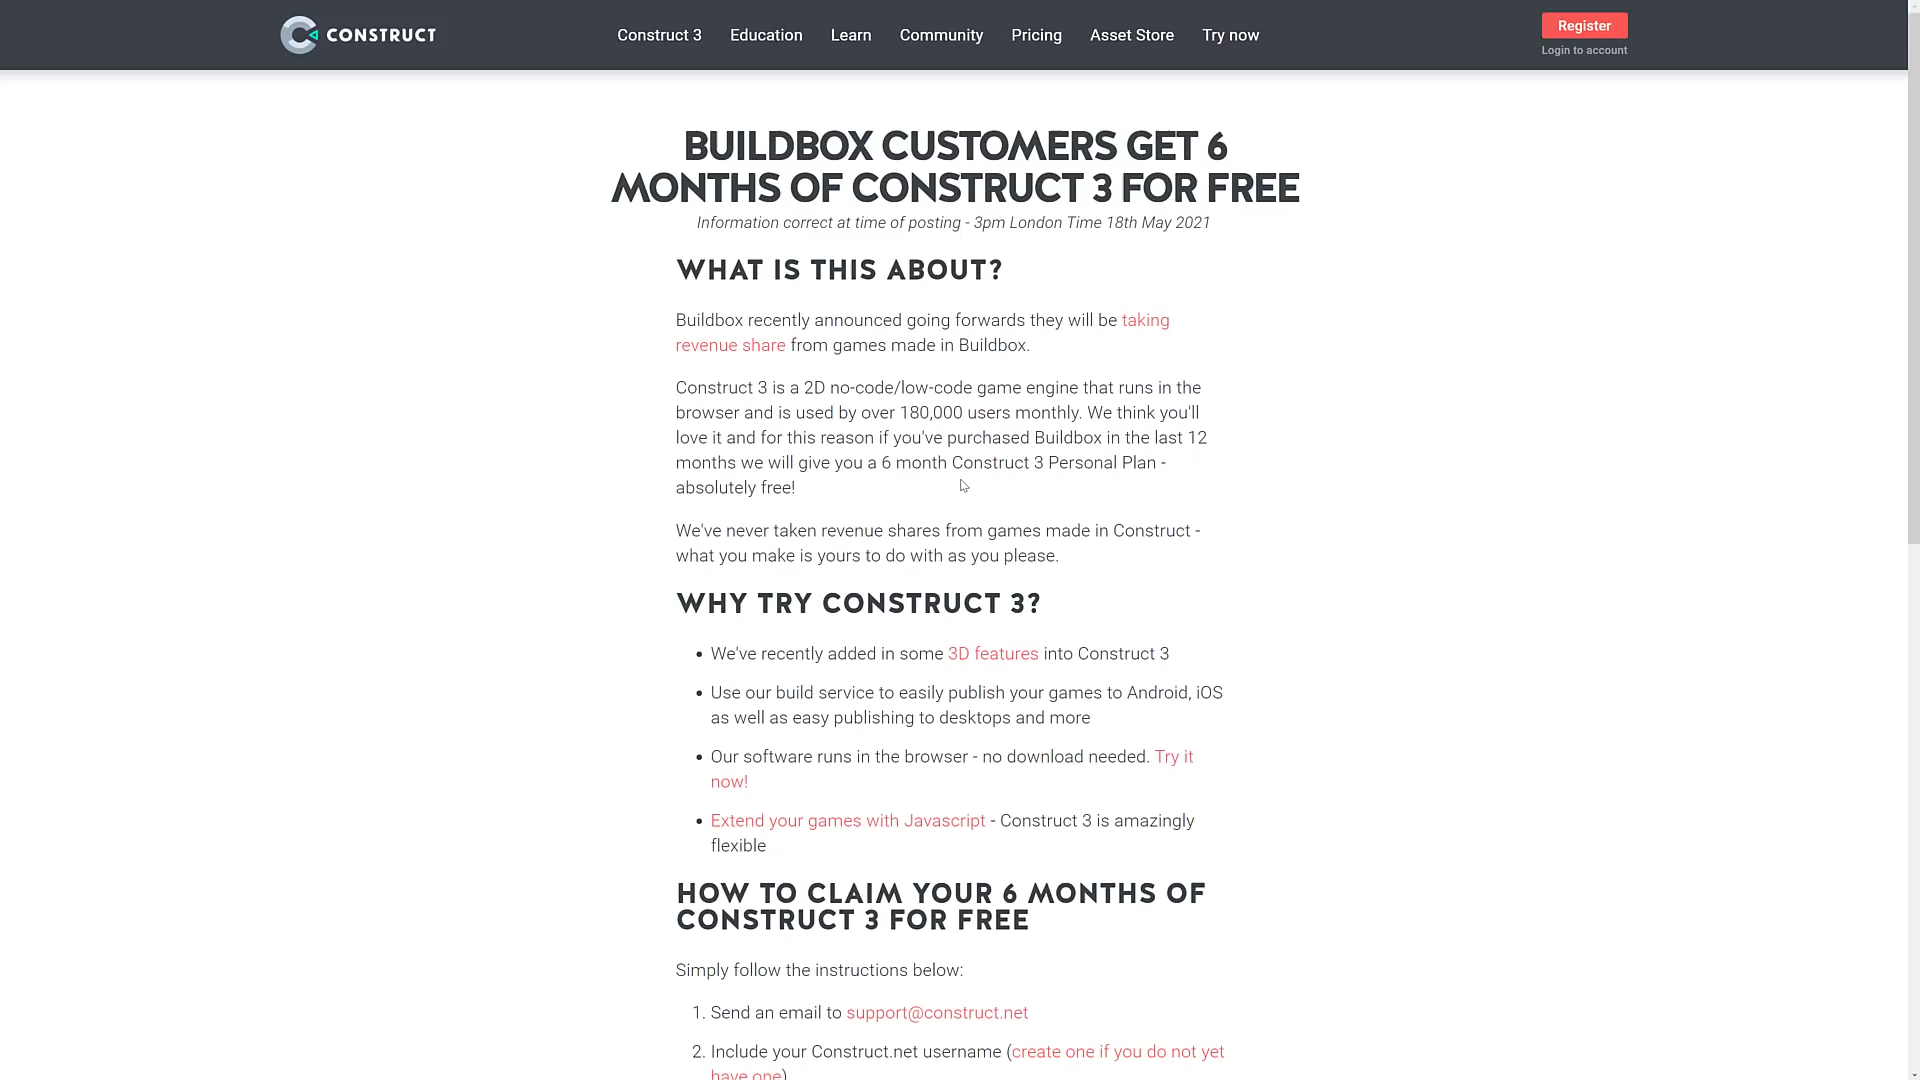 CONSTRUCT
Construct 3 Education Learn Community Pricing Asset Store Try now
Register
Login to account
BUILDBOX CUSTOMERS GET 6
MONTHS OF CONSTRUCT 3 FOR FREE
Information correct at time of posting - 3pm London Time 18th May 2021
WHAT IS THIS ABOUT?
Buildbox recently announced going forwards they will be taking
revenue share from games made in Buildbox.
Construct 3 is a 2D no-code/low-code game engine that runs in the
browser and is used by over 180,000 users monthly. We think you'll
love it and for this reason if you've purchased Buildbox in the last 12
months we will give you a 6 month Construct 3 Personal Plan -
absolutely free!
We've never taken revenue shares from games made in Construct -
what you make is yours to do with as you please.
WHY TRY CONSTRUCT 3?
• We've recently added in some 3D features into Construct 3
• Use our build service to easily publish your games to Android, iOS
as well as easy publishing to desktops and more
• Our software runs in the browser - no download needed. Try it
now!
• Extend your games with Javascript - Construct 3 is amazingly
flexible
HOW TO CLAIM YOUR 6 MONTHS OF
CONSTRUCT 3 FOR FREE
Simply follow the instructions below:
1. Send an email to support@construct.net
2. Include your Construct.net username (create one if you do not yet
have one)